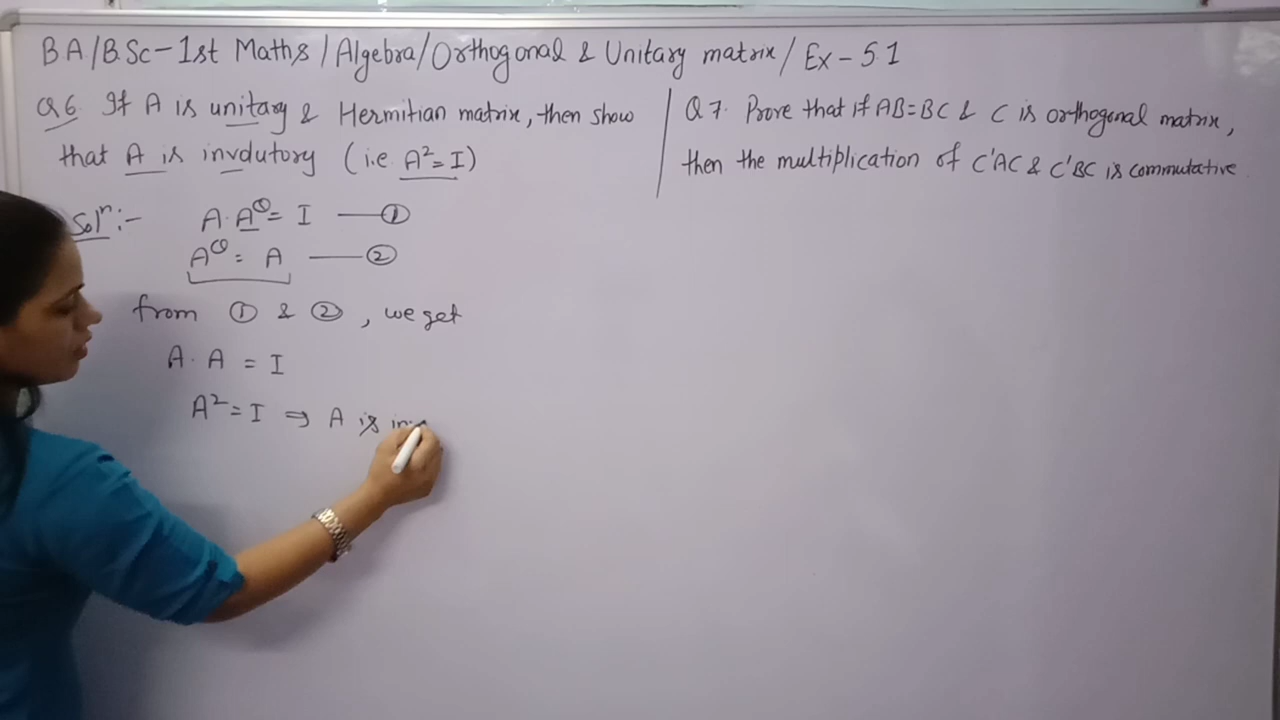 BA/BSc-1st Maths/Algebra/Orthogonal & Unitary matrix/Ex-5.1
Q6. If A is unitary & Hermitian matrix, then show
that A is involutory (i.e A²=I)
Solⁿ:- A·A^Θ = I —①
A^Θ = A —②
from ① & ②, we get
A·A = I
A²=I ⇒ A is inv
Q7. Prove that if AB=BC & C is orthogonal matrix,
then the multiplication of C'AC & C'BC is commutative